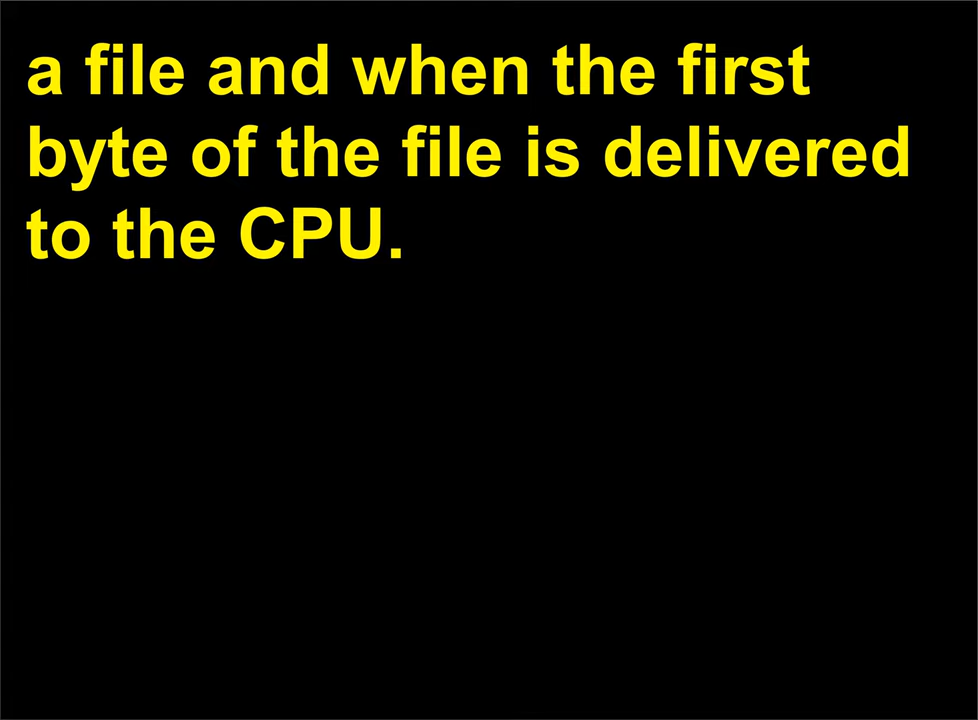 a file and when the first
byte of the file is delivered
to the CPU.